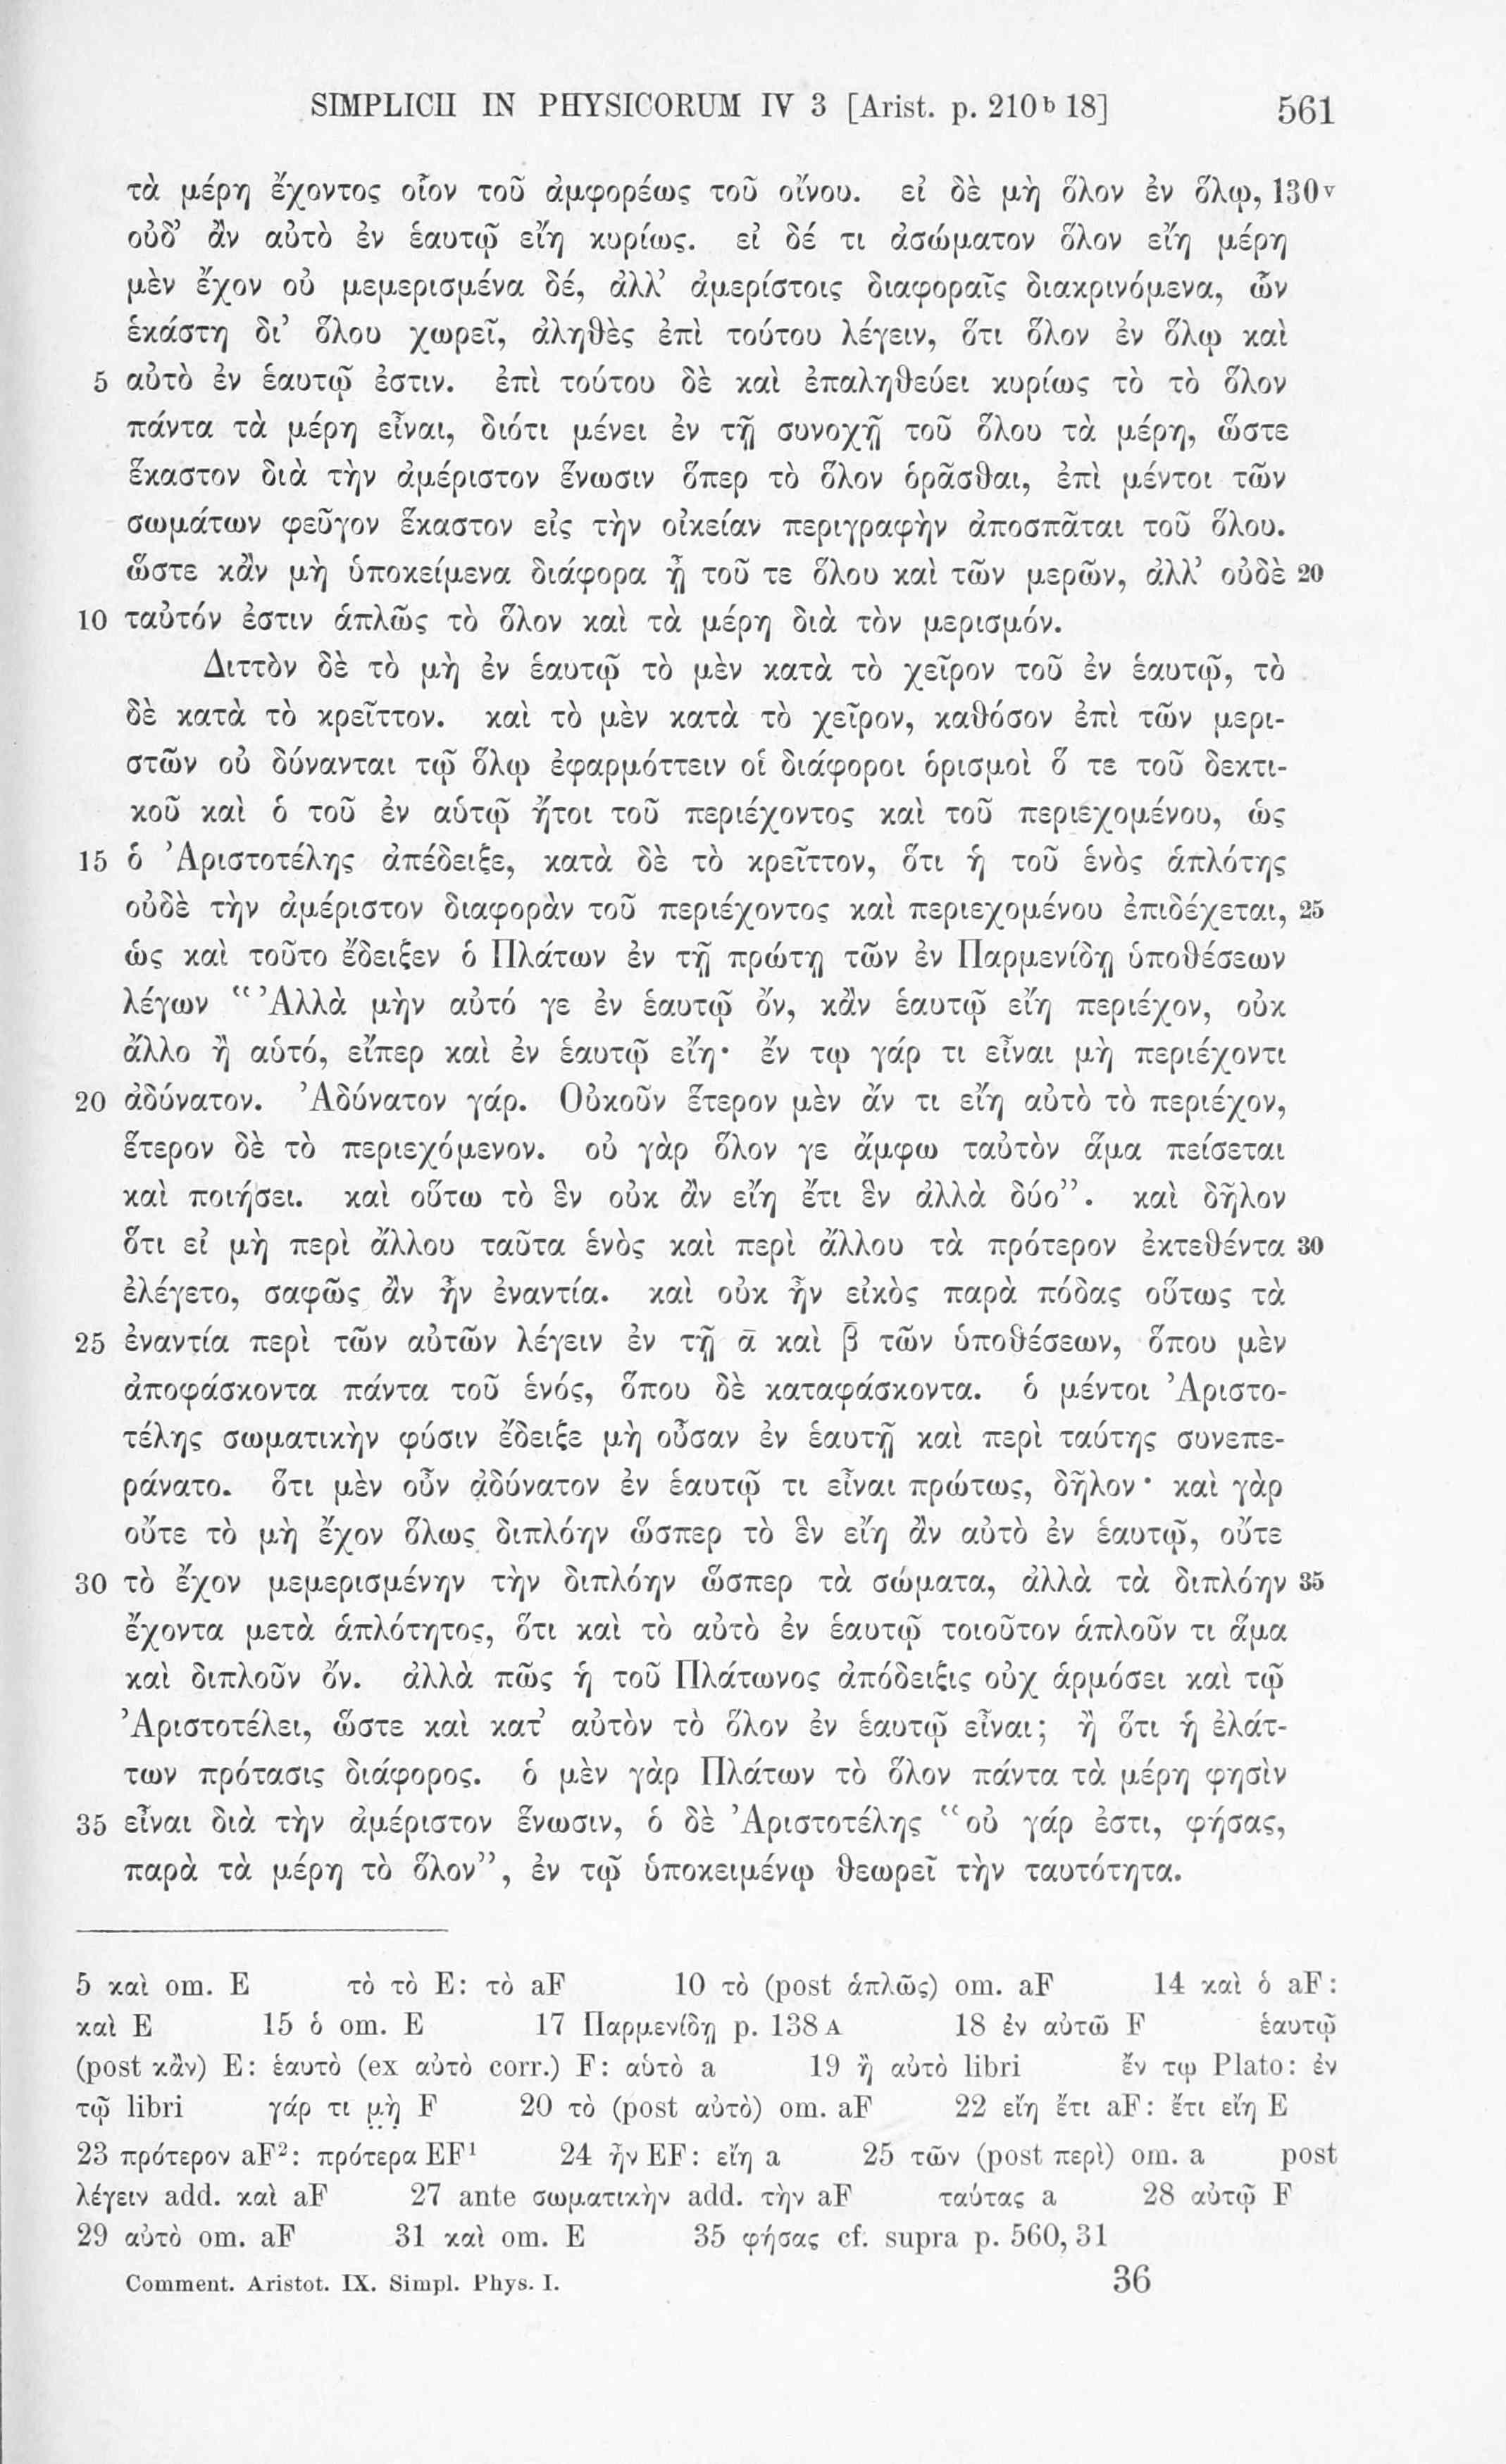 SIMPLICII IN PHYSICORUM IV 3 [Arist. p. 210ᵇ 18] 561
τὰ μέρη ἔχοντος οἷον τοῦ ἀμφορέως τοῦ οἴνου. εἰ δὲ μὴ ὅλον ἐν ὅλῳ, 130ᵛ
οὐδ’ ἂν αὐτὸ ἐν ἑαυτῷ εἴη κυρίως. εἰ δέ τι ἀσώματον ὅλον εἴη μέρη
μὲν ἔχον οὐ μεμερισμένα δέ, ἀλλ’ ἀμερίστοις διαφοραῖς διακρινόμενα, ὧν
ἑκάστη δι’ ὅλου χωρεῖ, ἀληθὲς ἐπὶ τούτου λέγειν, ὅτι ὅλον ἐν ὅλῳ καὶ
5 αὐτὸ ἐν ἑαυτῷ ἐστιν. ἐπὶ τούτου δὲ καὶ ἐπαληθεύει κυρίως τὸ τὸ ὅλον
πάντα τὰ μέρη εἶναι, διότι μένει ἐν τῇ συνοχῇ τοῦ ὅλου τὰ μέρη, ὥστε
ἕκαστον διὰ τὴν ἀμέριστον ἕνωσιν ὅπερ τὸ ὅλον ὁρᾶσθαι, ἐπὶ μέντοι τῶν
σωμάτων φεῦγον ἕκαστον εἰς τὴν οἰκείαν περιγραφὴν ἀποσπᾶται τοῦ ὅλου.
ὥστε κἂν μὴ ὑποκείμενα διάφορα ᾖ τοῦ τε ὅλου καὶ τῶν μερῶν, ἀλλ’ οὐδὲ 20
10 ταὐτόν ἐστιν ἁπλῶς τὸ ὅλον καὶ τὰ μέρη διὰ τὸν μερισμόν.
Διττὸν δὲ τὸ μὴ ἐν ἑαυτῷ τὸ μὲν κατὰ τὸ χεῖρον τοῦ ἐν ἑαυτῷ, τὸ
δὲ κατὰ τὸ κρεῖττον. καὶ τὸ μὲν κατὰ τὸ χεῖρον, καθόσον ἐπὶ τῶν μερι-
στῶν οὐ δύνανται τῷ ὅλῳ ἐφαρμόττειν οἱ διάφοροι ὁρισμοὶ ὅ τε τοῦ δεκτι-
κοῦ καὶ ὁ τοῦ ἐν αὑτῷ ἤτοι τοῦ περιέχοντος καὶ τοῦ περιεχομένου, ὡς
15 ὁ Ἀριστοτέλης ἀπέδειξε, κατὰ δὲ τὸ κρεῖττον, ὅτι ἡ τοῦ ἑνὸς ἁπλότης
οὐδὲ τὴν ἀμέριστον διαφορὰν τοῦ περιέχοντος καὶ περιεχομένου ἐπιδέχεται, 25
ὡς καὶ τοῦτο ἔδειξεν ὁ Πλάτων ἐν τῇ πρώτῃ τῶν ἐν Παρμενίδῃ ὑποθέσεων
λέγων “Ἀλλὰ μὴν αὐτό γε ἐν ἑαυτῷ ὄν, κἂν ἑαυτῷ εἴη περιέχον, οὐκ
ἄλλο ἢ αὑτό, εἴπερ καὶ ἐν ἑαυτῷ εἴη· ἔν τῳ γάρ τι εἶναι μὴ περιέχοντι
20 ἀδύνατον. Ἀδύνατον γάρ. Οὐκοῦν ἕτερον μὲν ἄν τι εἴη αὐτὸ τὸ περιέχον,
ἕτερον δὲ τὸ περιεχόμενον. οὐ γὰρ ὅλον γε ἄμφω ταὐτὸν ἅμα πείσεται
καὶ ποιήσει. καὶ οὕτω τὸ ἓν οὐκ ἂν εἴη ἔτι ἓν ἀλλὰ δύο”. καὶ δῆλον
ὅτι εἰ μὴ περὶ ἄλλου ταῦτα ἑνὸς καὶ περὶ ἄλλου τὰ πρότερον ἐκτεθέντα 30
ἐλέγετο, σαφῶς ἂν ἦν ἐναντία. καὶ οὐκ ἦν εἰκὸς παρὰ πόδας οὕτως τὰ
25 ἐναντία περὶ τῶν αὐτῶν λέγειν ἐν τῇ ᾱ καὶ β̄ τῶν ὑποθέσεων, ὅπου μὲν
ἀποφάσκοντα πάντα τοῦ ἑνός, ὅπου δὲ καταφάσκοντα. ὁ μέντοι Ἀριστο-
τέλης σωματικὴν φύσιν ἔδειξε μὴ οὖσαν ἐν ἑαυτῇ καὶ περὶ ταύτης συνεπε-
ράνατο. ὅτι μὲν οὖν ἀδύνατον ἐν ἑαυτῷ τι εἶναι πρώτως, δῆλον· καὶ γὰρ
οὔτε τὸ μὴ ἔχον ὅλως διπλόην ὥσπερ τὸ ἓν εἴη ἂν αὐτὸ ἐν ἑαυτῷ, οὔτε
30 τὸ ἔχον μεμερισμένην τὴν διπλόην ὥσπερ τὰ σώματα, ἀλλὰ τὰ διπλόην 35
ἔχοντα μετὰ ἁπλότητος, ὅτι καὶ τὸ αὐτὸ ἐν ἑαυτῷ τοιοῦτον ἁπλοῦν τι ἅμα
καὶ διπλοῦν ὄν. ἀλλὰ πῶς ἡ τοῦ Πλάτωνος ἀπόδειξις οὐχ ἁρμόσει καὶ τῷ
Ἀριστοτέλει, ὥστε καὶ κατ’ αὐτὸν τὸ ὅλον ἐν ἑαυτῷ εἶναι; ἢ ὅτι ἡ ἐλάτ-
των πρότασις διάφορος. ὁ μὲν γὰρ Πλάτων τὸ ὅλον πάντα τὰ μέρη φησὶν
35 εἶναι διὰ τὴν ἀμέριστον ἕνωσιν, ὁ δὲ Ἀριστοτέλης “οὐ γάρ ἐστι, φήσας,
παρὰ τὰ μέρη τὸ ὅλον”, ἐν τῷ ὑποκειμένῳ θεωρεῖ τὴν ταυτότητα.
5 καὶ om. E τὸ τὸ E: τὸ aF 10 τὸ (post ἁπλῶς) om. aF 14 καὶ ὁ aF:
καὶ E 15 ὁ om. E 17 Παρμενίδῃ p. 138 A 18 ἐν αὐτῶ F ἑαυτῷ
(post κἂν) E: ἑαυτὸ (ex αὐτὸ corr.) F: αὑτὸ a 19 ἢ αὐτὸ libri ἔν τῳ Plato: ἐν
τῷ libri γάρ τι μὴ F 20 τὸ (post αὐτὸ) om. aF 22 εἴη ἔτι aF: ἔτι εἴη E
23 πρότερον aF²: πρότερα EF¹ 24 ἦν EF: εἴη a 25 τῶν (post περὶ) om. a post
λέγειν add. καὶ aF 27 ante σωματικὴν add. τὴν aF ταύτας a 28 αὐτῷ F
29 αὐτὸ om. aF 31 καὶ om. E 35 φήσας cf. supra p. 560, 31
Comment. Aristot. IX. Simpl. Phys. I. 36